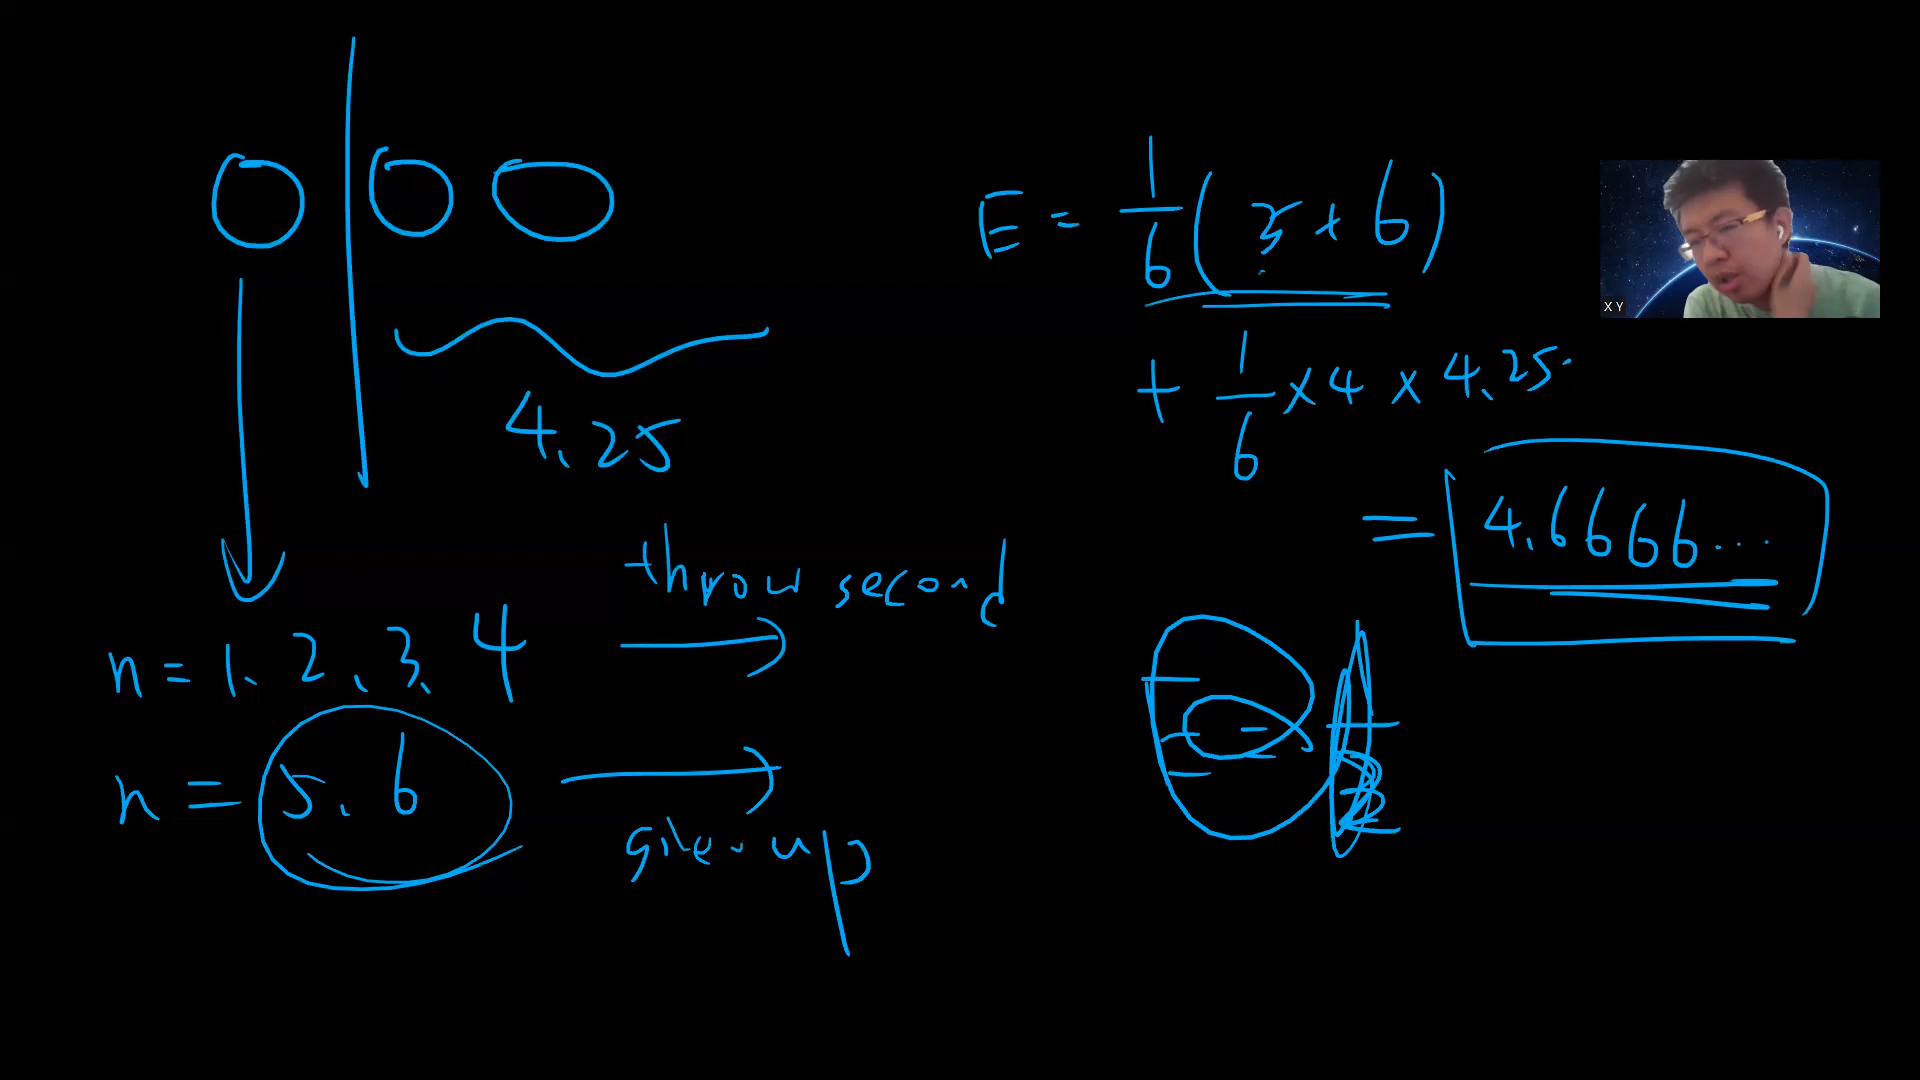 4.25
n = 1, 2, 3, 4
throw second
n = 5, 6
give up
E = 1/6 ( 5 + 6 )
+ 1/6 × 4 × 4.25
= 4.6666...
X Y